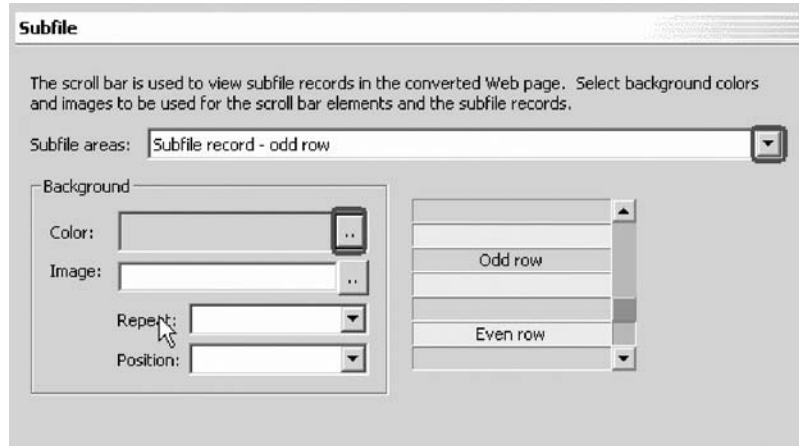 Subfile
The scroll bar is used to view subfile records in the converted Web page. Select background colors
and images to be used for the scroll bar elements and the subfile records.
Subfile areas: Subfile record - odd row
Background
Color: ..
Image: ..
Repeat:
Position:
Odd row
Even row